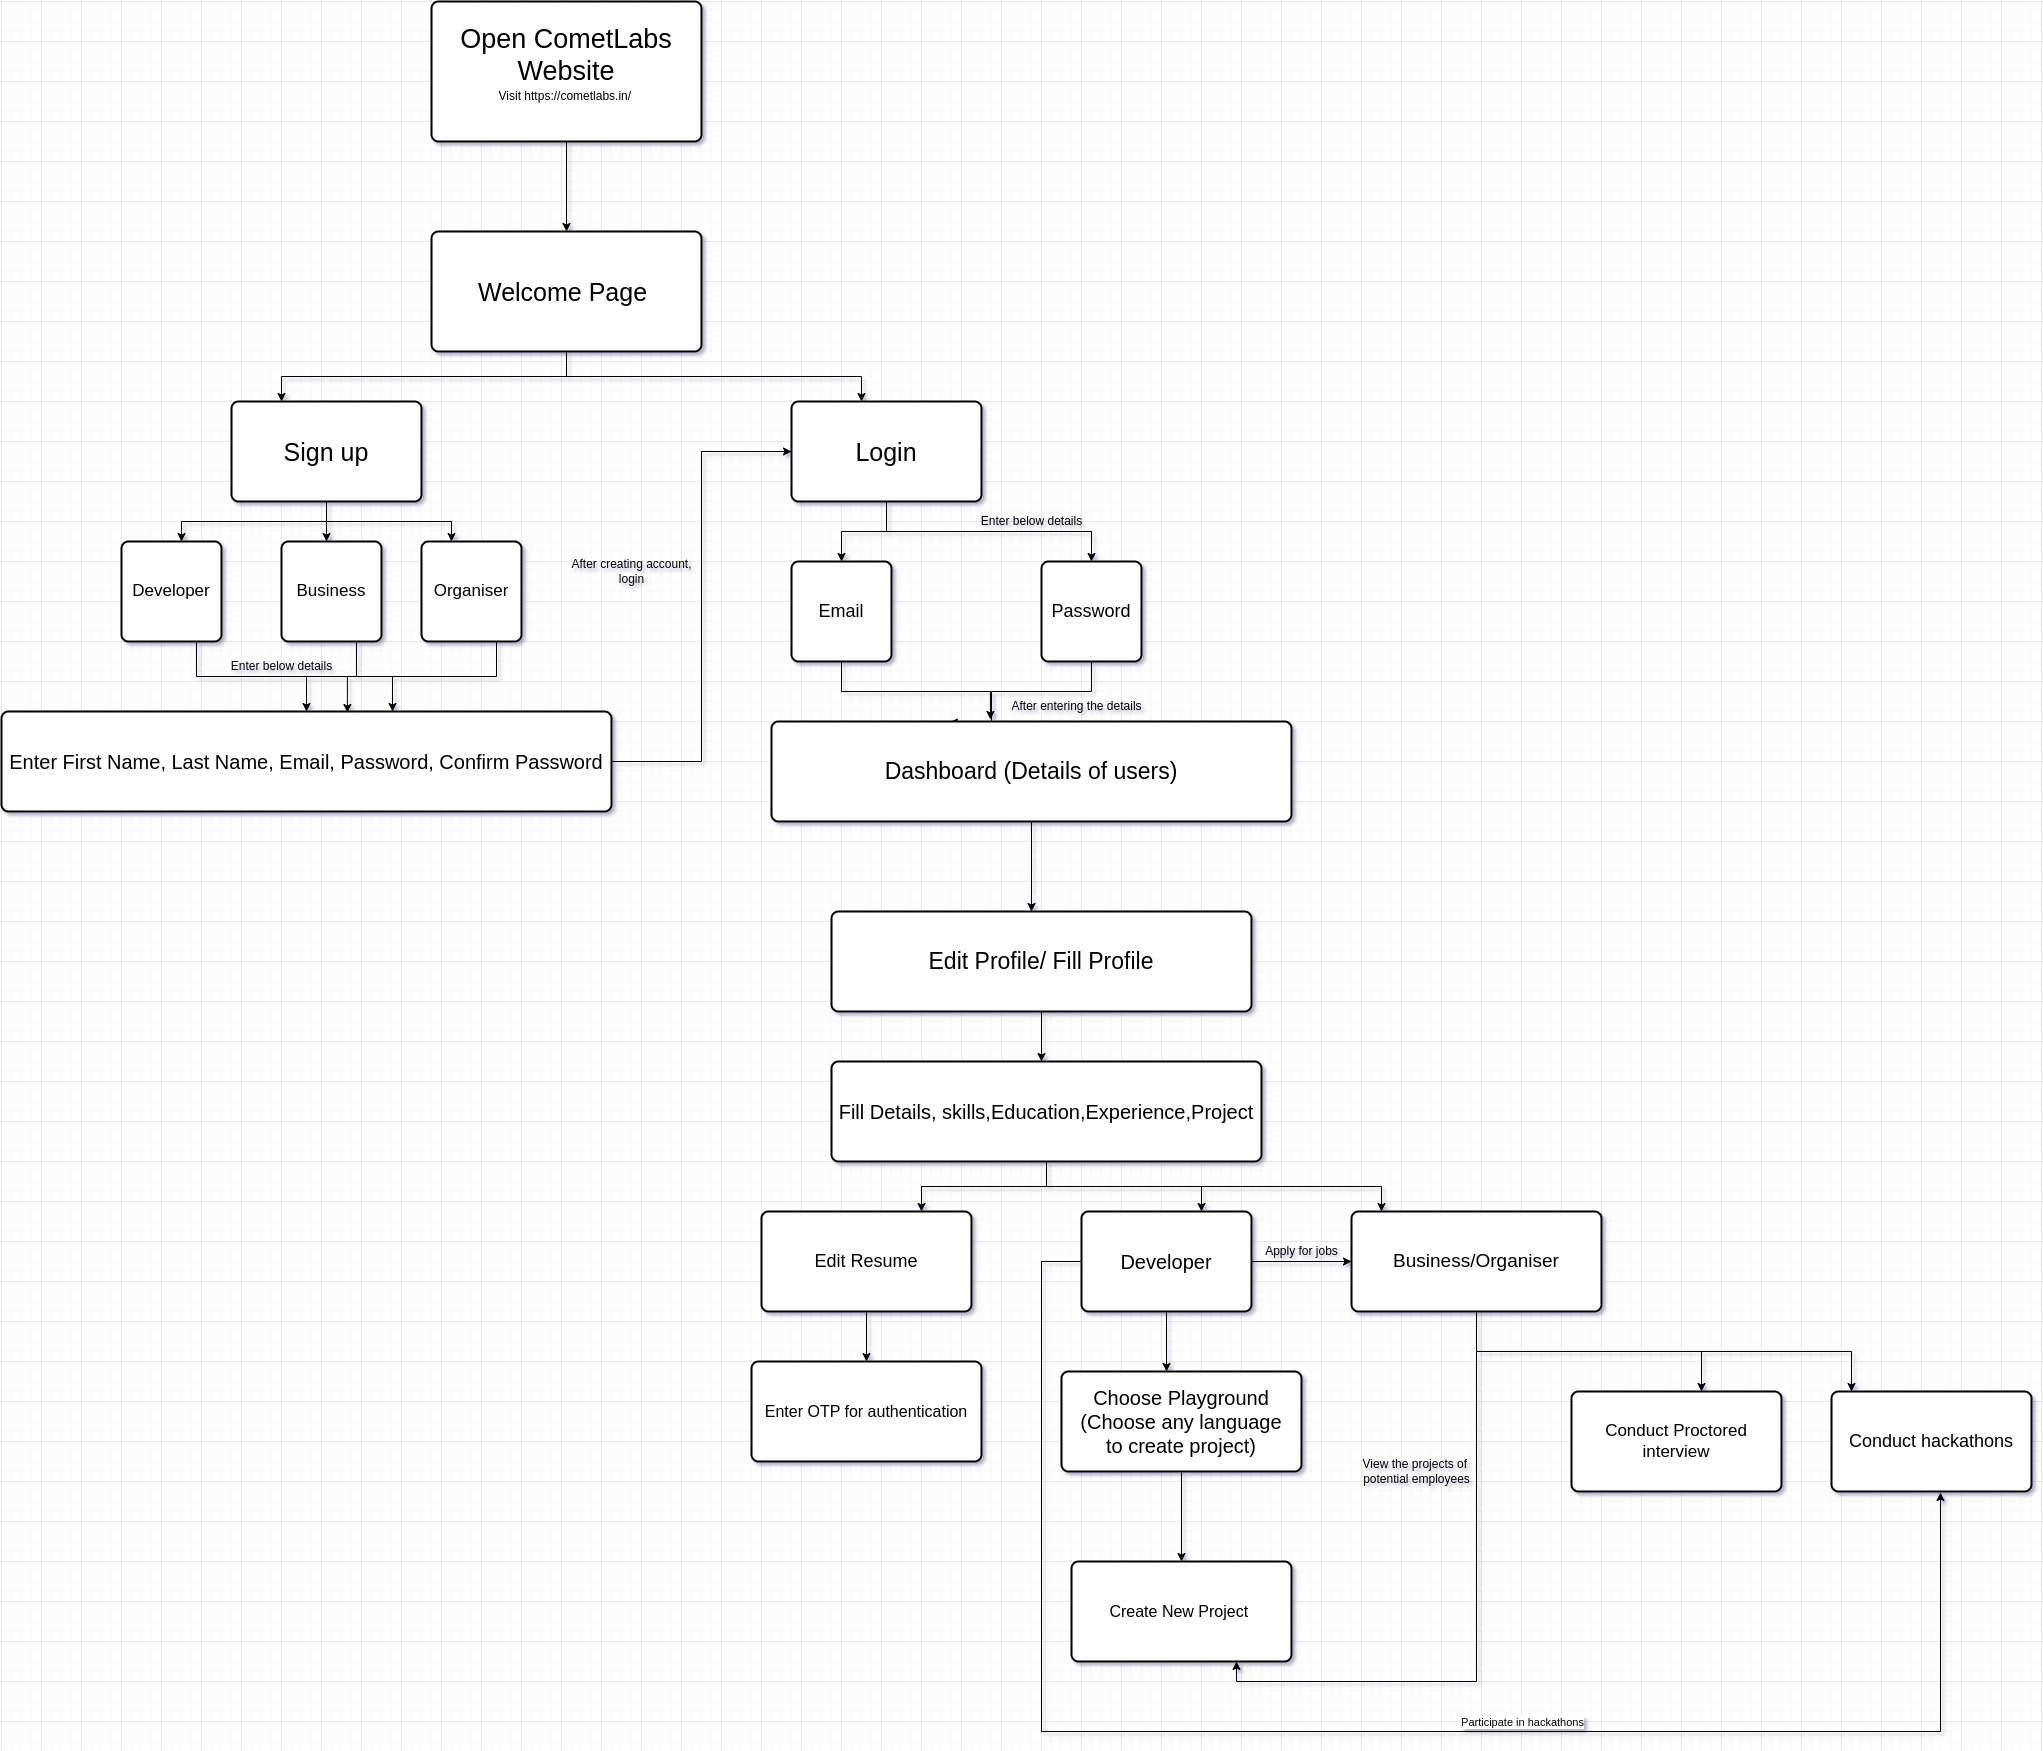 Open CometLabs
Website
Visit https://cometlabs.in/
Welcome Page
Sign up
Login
Enter below details
Developer
Business
Organiser
After creating account,
login
Email
Password
Enter below details
After entering the details
Enter First Name, Last Name, Email, Password, Confirm Password
Dashboard (Details of users)
Edit Profile/ Fill Profile
Fill Details, skills,Education,Experience,Project
Edit Resume
Developer
Apply for jobs
Business/Organiser
Enter OTP for authentication
Choose Playground
(Choose any language
to create project)
View the projects of
potential employees
Conduct Proctored
interview
Conduct hackathons
Create New Project
Participate in hackathons